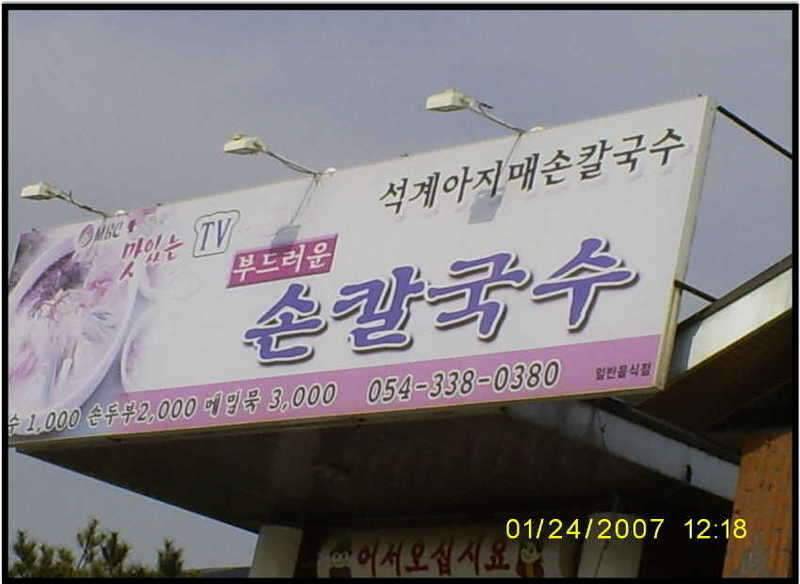 석계아지매손칼국수
MBC
맛있는 TV
부드러운
손칼국수
수 1,000 손두부2,000 메밀묵 3,000 054-338-0380 일반음식점
어서오십시요
01/24/2007 12:18